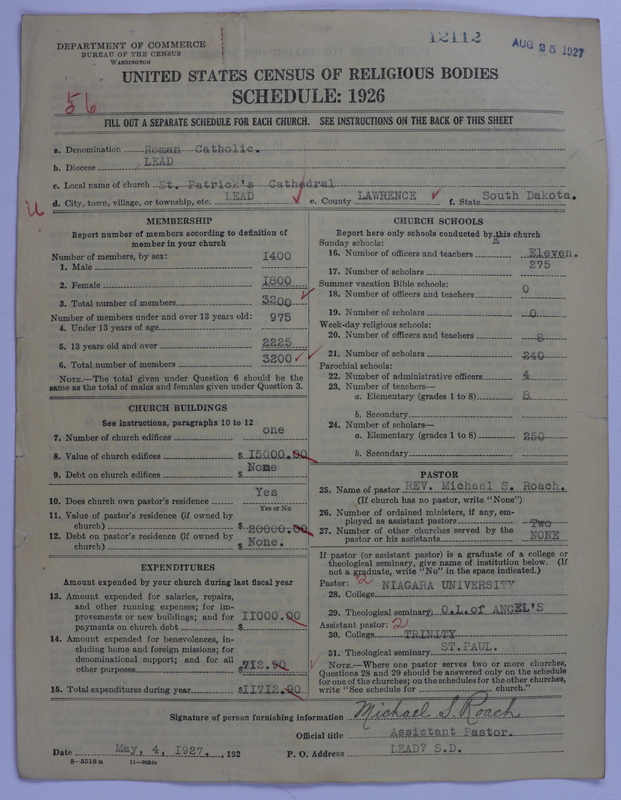 12112
AUG 25 1927
DEPARTMENT OF COMMERCE
BUREAU OF THE CENSUS
WASHINGTON
UNITED STATES CENSUS OF RELIGIOUS BODIES
SCHEDULE: 1926
56
FILL OUT A SEPARATE SCHEDULE FOR EACH CHURCH. SEE INSTRUCTIONS ON THE BACK OF THIS SHEET
a. Denomination Roman Catholic.
b. Diocese LEAD
c. Local name of church St. Patrick's Cathedral
d. City, town, village, or township, etc. LEAD e. County LAWRENCE f. State South Dakota.
MEMBERSHIP
Report number of members according to definition of
member in your church
Number of members, by sex:
1. Male 1400
2. Female 1800
3. Total number of members 3200
Number of members under and over 13 years old:
4. Under 13 years of age 975
5. 13 years old and over 2225
6. Total number of members 3200
NOTE.—The total given under Question 6 should be the
same as the total of males and females given under Question 3.
CHURCH BUILDINGS
See instructions, paragraphs 10 to 12
7. Number of church edifices one
8. Value of church edifices $ 15000.00
9. Debt on church edifices $ None
10. Does church own pastor's residence Yes
Yes or No
11. Value of pastor's residence (if owned by
church) $ 20000.00
12. Debt on pastor's residence (if owned by
church) $ None.
EXPENDITURES
Amount expended by your church during last fiscal year
13. Amount expended for salaries, repairs,
and other running expenses; for im-
provements or new buildings; and for
payments on church debt $ 11000.00
14. Amount expended for benevolences, in-
cluding home and foreign missions; for
denominational support; and for all
other purposes $ 712.00
15. Total expenditures during year $11712.00
CHURCH SCHOOLS
Report here only schools conducted by this church
Sunday schools:
16. Number of officers and teachers Eleven.
17. Number of scholars 275
Summer vacation Bible schools:
18. Number of officers and teachers 0
19. Number of scholars 0
Week-day religious schools:
20. Number of officers and teachers 8
21. Number of scholars 240
Parochial schools:
22. Number of administrative officers 4
23. Number of teachers—
a. Elementary (grades 1 to 8) 8
b. Secondary
24. Number of scholars—
a. Elementary (grades 1 to 8) 250
b. Secondary
PASTOR
25. Name of pastor REV. Michael S. Roach.
(If church has no pastor, write "None")
26. Number of ordained ministers, if any, em-
ployed as assistant pastors Two
27. Number of other churches served by the
pastor or his assistants NONE
If pastor (or assistant pastor) is a graduate of a college or
theological seminary, give name of institution below. (If
not a graduate, write "No" in the space indicated.)
Pastor: 2
28. College NIAGARA UNIVERSITY
29. Theological seminary O.L.of ANGEL'S
Assistant pastor: 2
30. College TRINITY
31. Theological seminary ST.PAUL.
NOTE.—Where one pastor serves two or more churches,
Questions 28 and 29 should be answered only on the schedule
for one of the churches; on the schedules for the other churches,
write "See schedule for church."
Signature of person furnishing information Michael S. Roach
Official title Assistant Pastor.
Date May, 4, 1927. , 192 P. O. Address LEAD? S.D.
8—5518a 11—9054